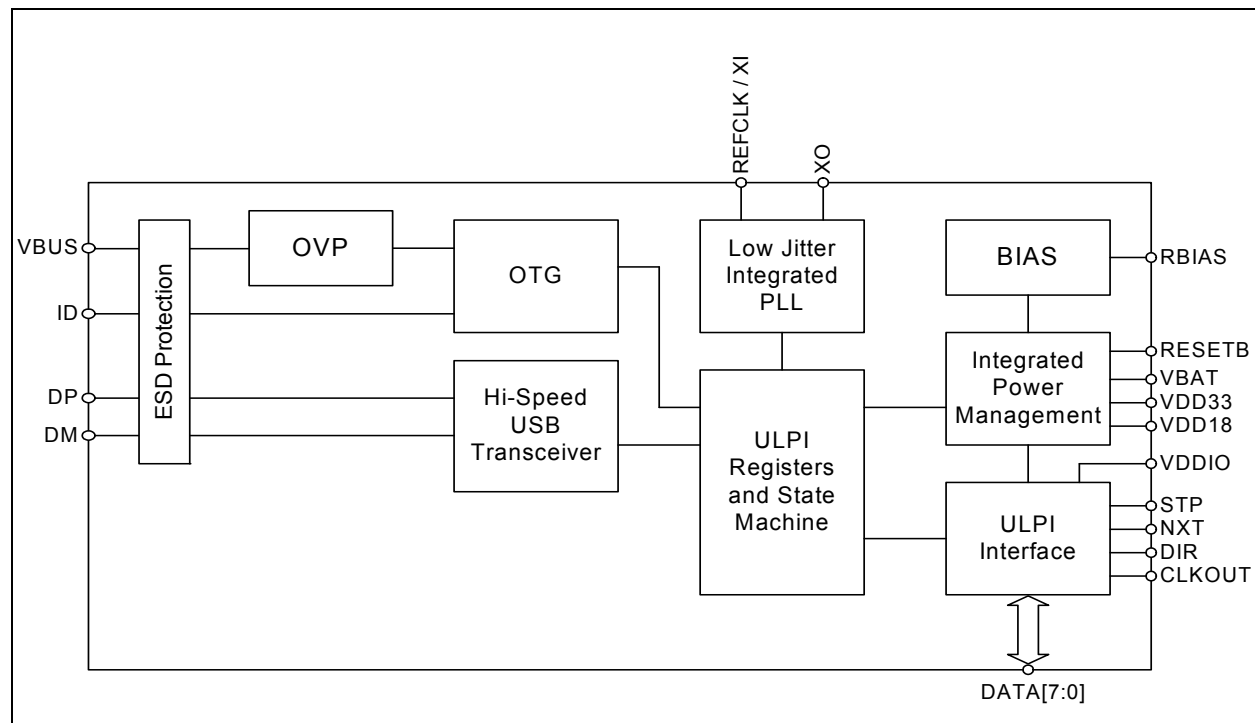 REFCLK / XI
XO
VBUS
ID
DP
DM
ESD Protection
OVP
OTG
Hi-Speed
USB
Transceiver
Low Jitter
Integrated
PLL
ULPI
Registers
and State
Machine
BIAS
Integrated
Power
Management
ULPI
Interface
RBIAS
RESETB
VBAT
VDD33
VDD18
VDDIO
STP
NXT
DIR
CLKOUT
DATA[7:0]